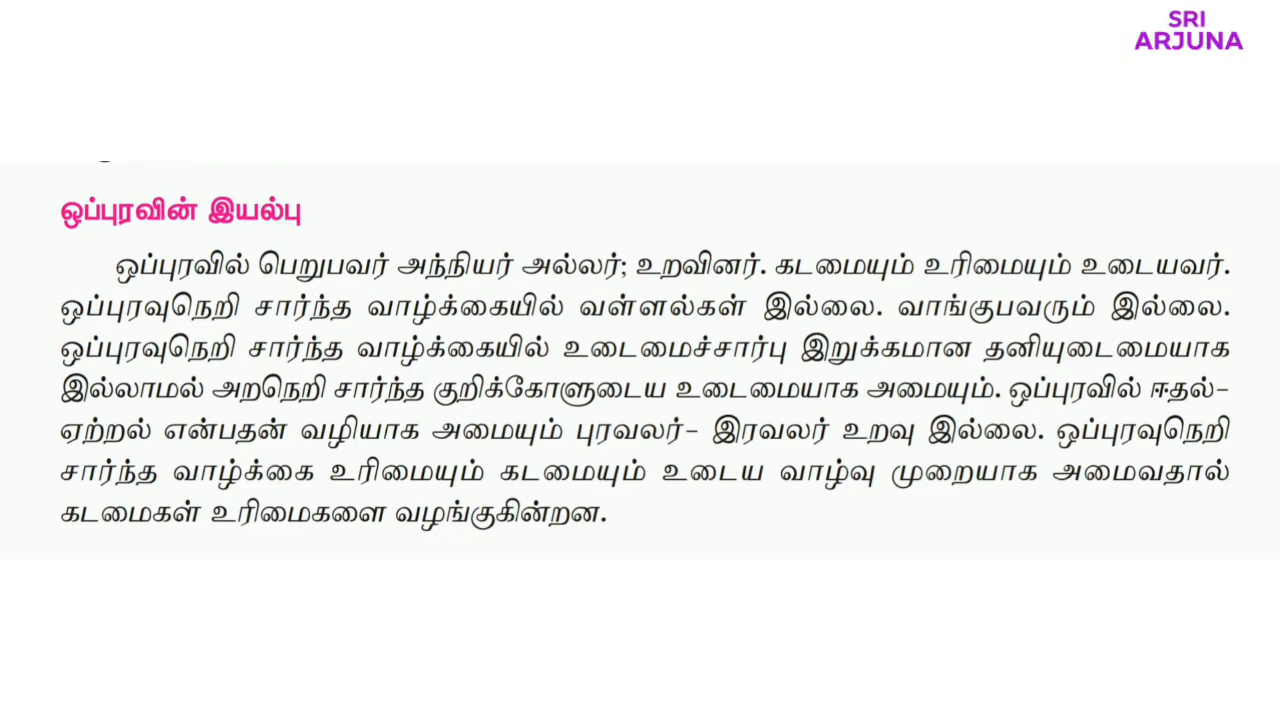 SRI
ARJUNA
ஒப்புரவின் இயல்பு
ஒப்புரவில் பெறுபவர் அந்நியர் அல்லர்; உறவினர். கடமையும் உரிமையும் உடையவர்.
ஒப்புரவுநெறி சார்ந்த வாழ்க்கையில் வள்ளல்கள் இல்லை. வாங்குபவரும் இல்லை.
ஒப்புரவுநெறி சார்ந்த வாழ்க்கையில் உடைமைச்சார்பு இறுக்கமான தனியுடைமையாக
இல்லாமல் அறநெறி சார்ந்த குறிக்கோளுடைய உடைமையாக அமையும். ஒப்புரவில் ஈதல்-
ஏற்றல் என்பதன் வழியாக அமையும் புரவலர்- இரவலர் உறவு இல்லை. ஒப்புரவுநெறி
சார்ந்த வாழ்க்கை உரிமையும் கடமையும் உடைய வாழ்வு முறையாக அமைவதால்
கடமைகள் உரிமைகளை வழங்குகின்றன.